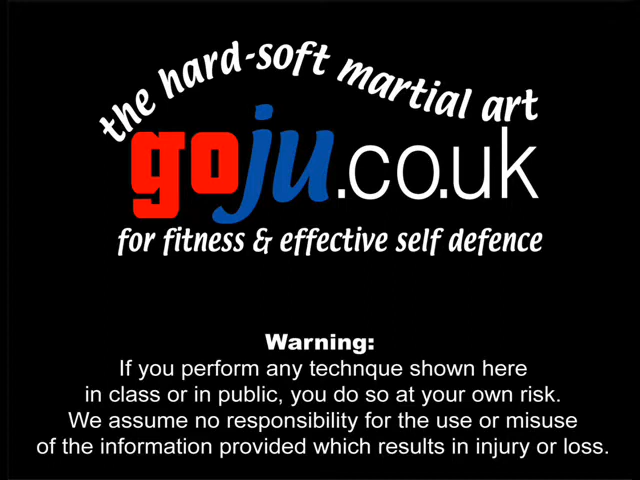 the hard-soft martial art
goju.co.uk
for fitness & effective self defence
Warning:
If you perform any technque shown here
in class or in public, you do so at your own risk.
We assume no responsibility for the use or misuse
of the information provided which results in injury or loss.